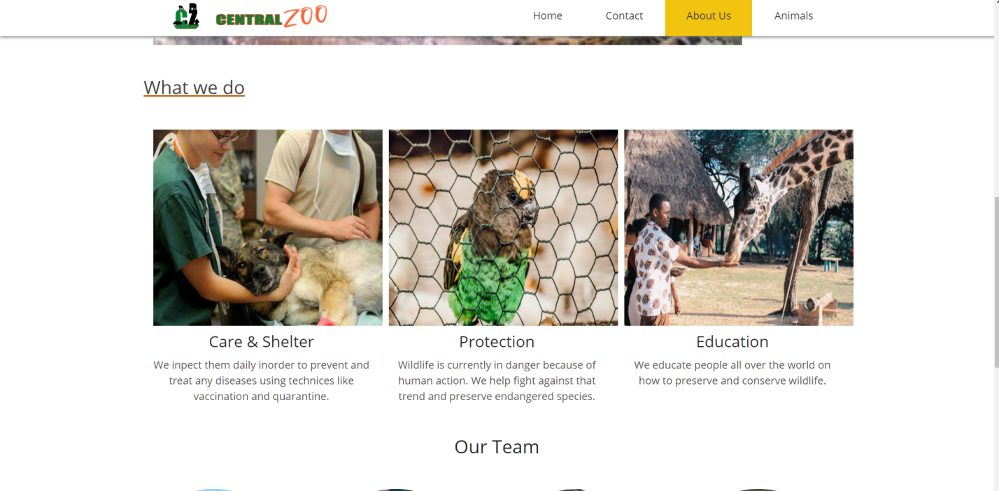 CZ
CENTRAL ZOO
Home
Contact
About Us
Animals
What we do
Care & Shelter
We inpect them daily inorder to prevent and
treat any diseases using technices like
vaccination and quarantine.
Protection
Wildlife is currently in danger because of
human action. We help fight against that
trend and preserve endangered species.
Education
We educate people all over the world on
how to preserve and conserve wildlife.
Our Team